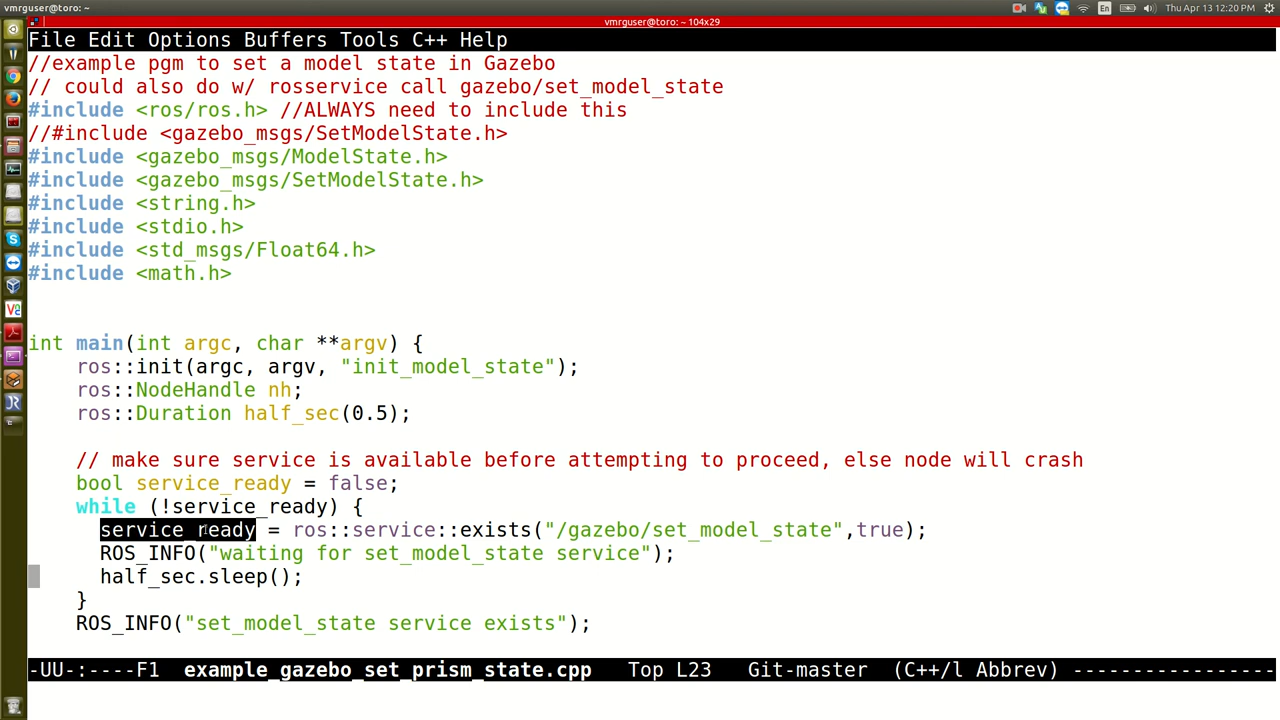 vmrguser@toro: ~
En
Thu Apr 13 12:20 PM
vmrguser@toro: ~ 104x29
File Edit Options Buffers Tools C++ Help
//example pgm to set a model state in Gazebo
// could also do w/ rosservice call gazebo/set_model_state
#include <ros/ros.h> //ALWAYS need to include this
//#include <gazebo_msgs/SetModelState.h>
#include <gazebo_msgs/ModelState.h>
#include <gazebo_msgs/SetModelState.h>
#include <string.h>
#include <stdio.h>
#include <std_msgs/Float64.h>
#include <math.h>
int main(int argc, char **argv) {
ros::init(argc, argv, "init_model_state");
ros::NodeHandle nh;
ros::Duration half_sec(0.5);
// make sure service is available before attempting to proceed, else node will crash
bool service_ready = false;
while (!service_ready) {
service_ready = ros::service::exists("/gazebo/set_model_state",true);
ROS_INFO("waiting for set_model_state service");
half_sec.sleep();
}
ROS_INFO("set_model_state service exists");
-UU-:----F1 example_gazebo_set_prism_state.cpp Top L23 Git-master (C++/l Abbrev) -----------------